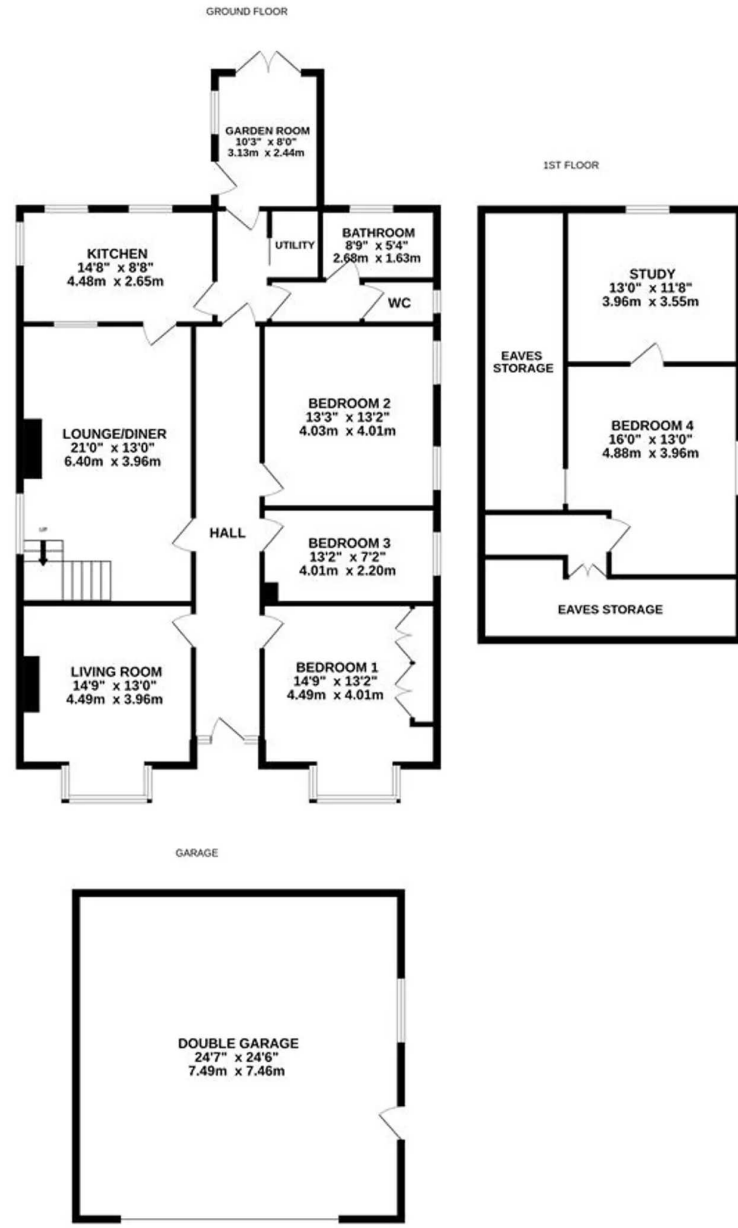 GROUND FLOOR
GARDEN ROOM
10'3" x 8'0"
3.13m x 2.44m
KITCHEN
14'8" x 8'8"
4.48m x 2.65m
UTILITY
BATHROOM
8'9" x 5'4"
2.68m x 1.63m
WC
LOUNGE/DINER
21'0" x 13'0"
6.40m x 3.96m
UP
BEDROOM 2
13'3" x 13'2"
4.03m x 4.01m
HALL
BEDROOM 3
13'2" x 7'2"
4.01m x 2.20m
LIVING ROOM
14'9" x 13'0"
4.49m x 3.96m
BEDROOM 1
14'9" x 13'2"
4.49m x 4.01m
1ST FLOOR
STUDY
13'0" x 11'8"
3.96m x 3.55m
EAVES
STORAGE
BEDROOM 4
16'0" x 13'0"
4.88m x 3.96m
EAVES STORAGE
GARAGE
DOUBLE GARAGE
24'7" x 24'6"
7.49m x 7.46m